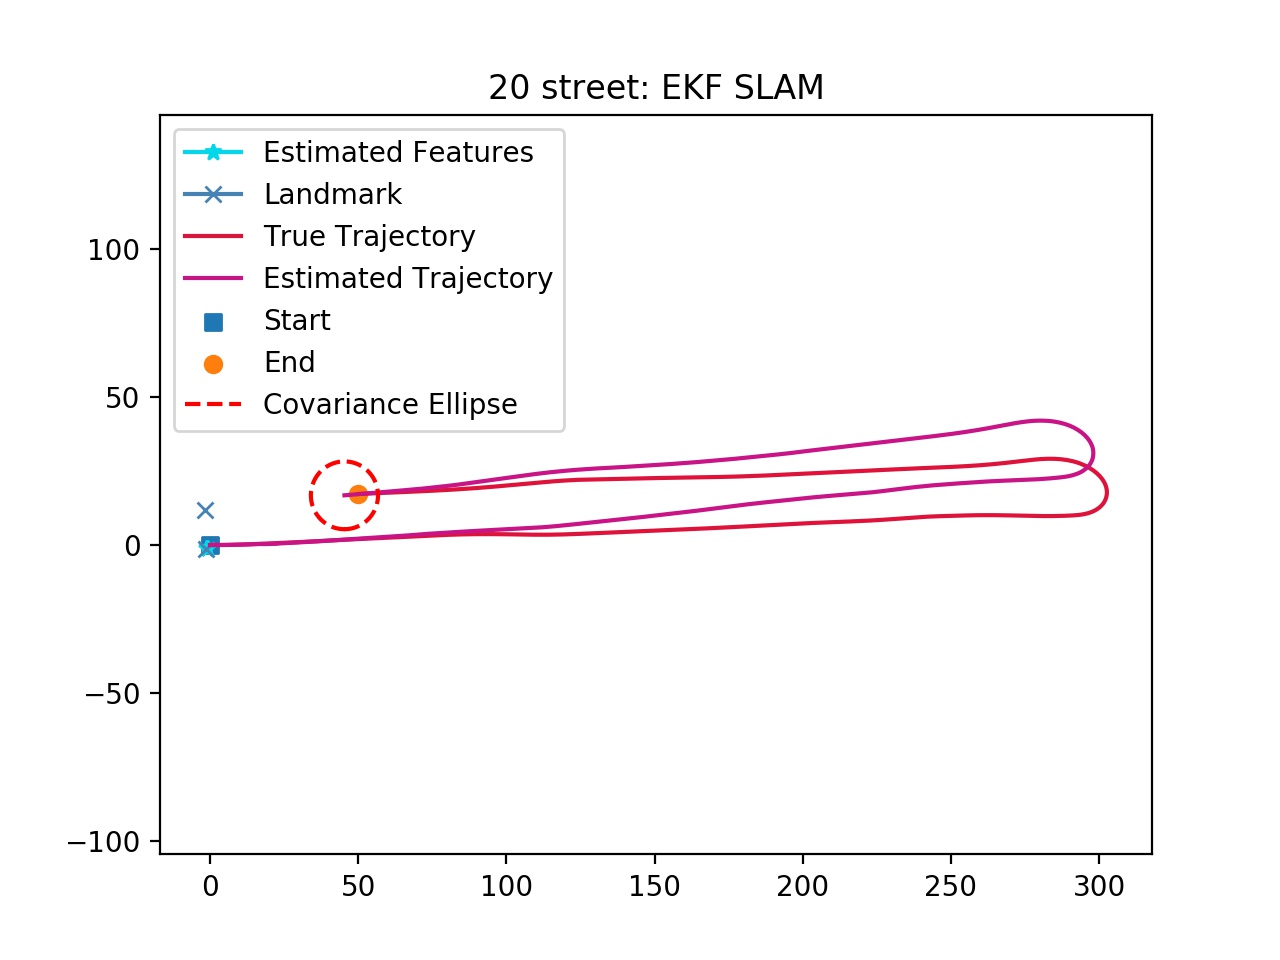 20 street: EKF SLAM
Estimated Features
Landmark
True Trajectory
Estimated Trajectory
Start
End
Covariance Ellipse
100
50
0
−50
−100
0 50 100 150 200 250 300